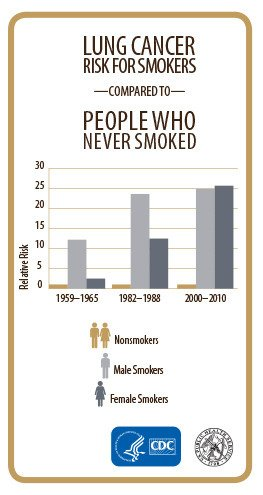 LUNG CANCER
RISK FOR SMOKERS
—COMPARED TO—
PEOPLE WHO
NEVER SMOKED
30
25
20
15
10
5
0
Relative Risk
1959–1965 1982–1988 2000–2010
Nonsmokers
Male Smokers
Female Smokers
CDC